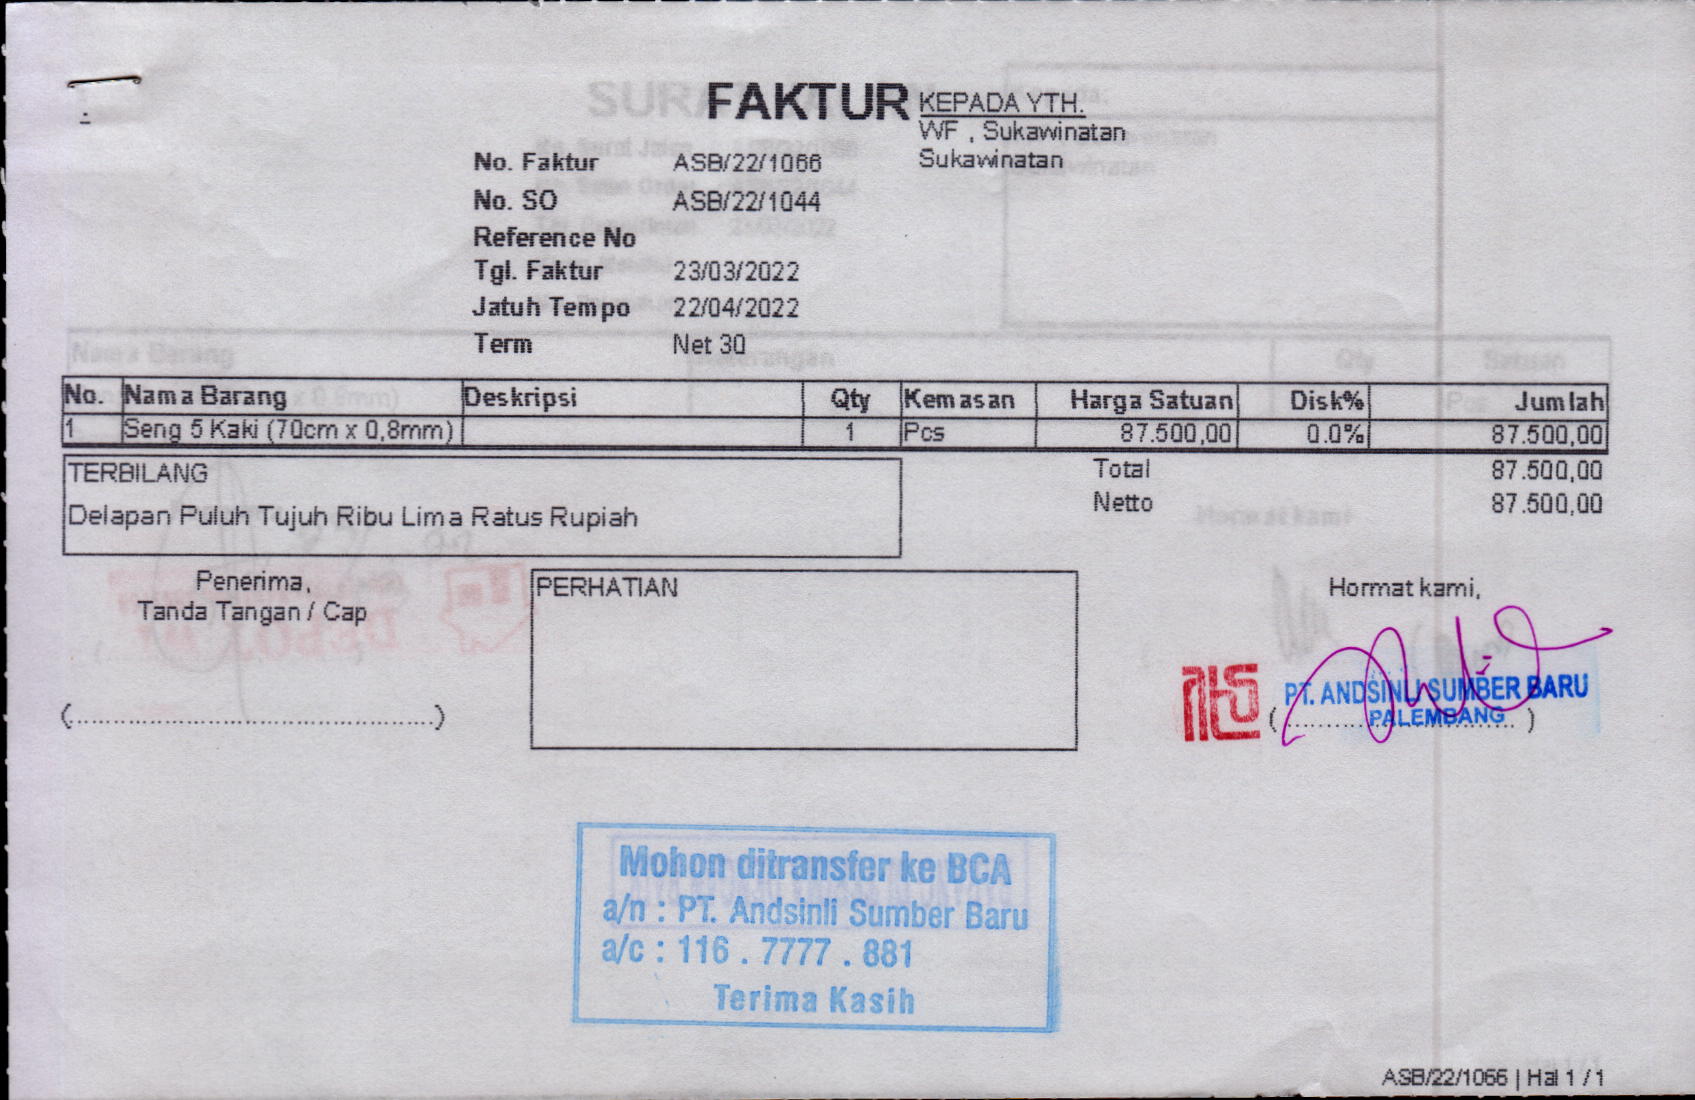 FAKTUR
KEPADA YTH.
WF , Sukawinatan
Sukawinatan
No. Faktur ASB/22/1066
No. SO ASB/22/1044
Reference No
Tgl. Faktur 23/03/2022
Jatuh Tempo 22/04/2022
Term Net 30
No. Nama Barang Deskripsi Qty Kemasan Harga Satuan Disk% Jumlah
1 Seng 5 Kaki (70cm x 0,8mm) 1 Pcs 87.500,00 0.0% 87.500,00
TERBILANG
Delapan Puluh Tujuh Ribu Lima Ratus Rupiah
Total 87.500,00
Netto 87.500,00
Penerima,
Tanda Tangan / Cap
(..........................................)
PERHATIAN
Hormat kami,
PT. ANDSINLI SUMBER BARU
PALEMBANG
Mohon ditransfer ke BCA
a/n : PT. Andsinli Sumber Baru
a/c : 116 . 7777 . 881
Terima Kasih
ASB/22/1066 | Hal 1 / 1